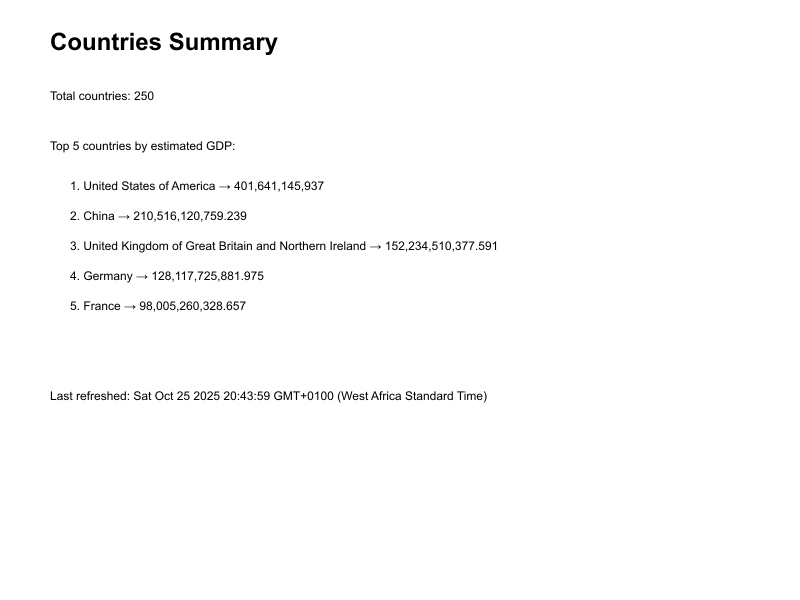 Countries Summary
Total countries: 250
Top 5 countries by estimated GDP:
1. United States of America → 401,641,145,937
2. China → 210,516,120,759.239
3. United Kingdom of Great Britain and Northern Ireland → 152,234,510,377.591
4. Germany → 128,117,725,881.975
5. France → 98,005,260,328.657
Last refreshed: Sat Oct 25 2025 20:43:59 GMT+0100 (West Africa Standard Time)